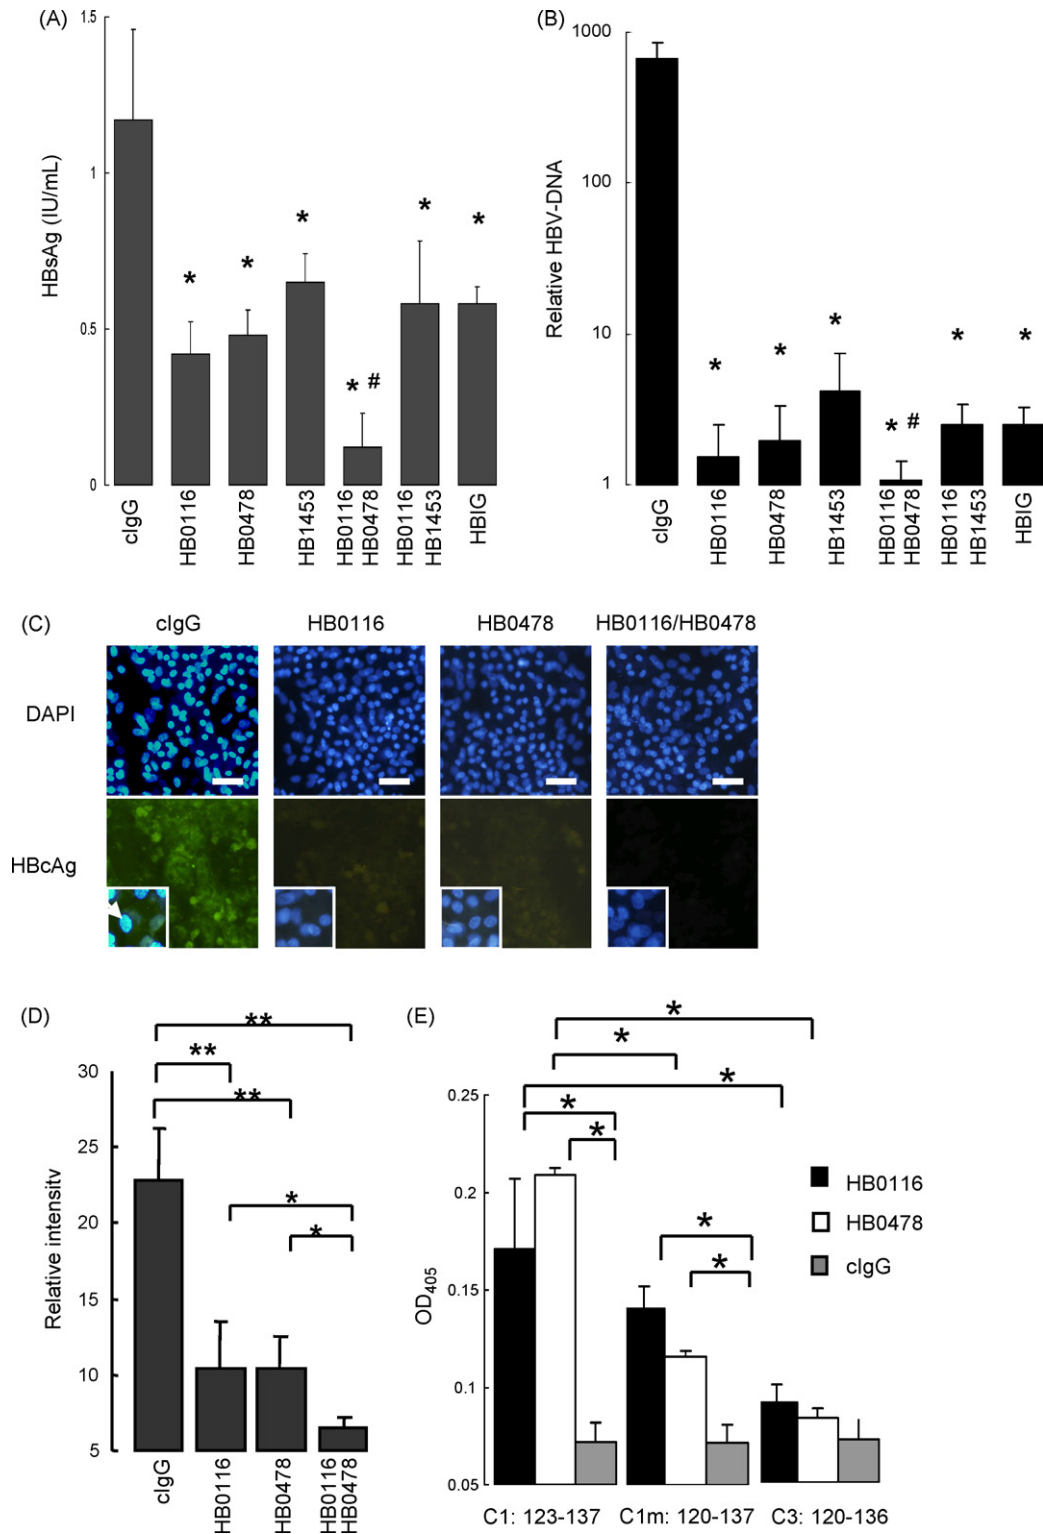 (A)
1.5
1
0.5
0
HBsAg (IU/mL)
*
*
*
* #
*
*
cIgG
HB0116
HB0478
HB1453
HB0116
HB0478
HB0116
HB1453
HBIG
(B)
1000
100
10
1
Relative HBV-DNA
*
*
*
* #
*
*
cIgG
HB0116
HB0478
HB1453
HB0116
HB0478
HB0116
HB1453
HBIG
(C)
cIgG HB0116 HB0478 HB0116/HB0478
DAPI
HBcAg
(D)
**
**
**
*
*
30
25
20
15
10
5
Relative intensity
cIgG
HB0116
HB0478
HB0116
HB0478
(E)
*
*
*
*
*
*
*
0.25
0.2
0.15
0.1
0.05
OD405
HB0116
HB0478
cIgG
C1: 123-137 C1m: 120-137 C3: 120-136